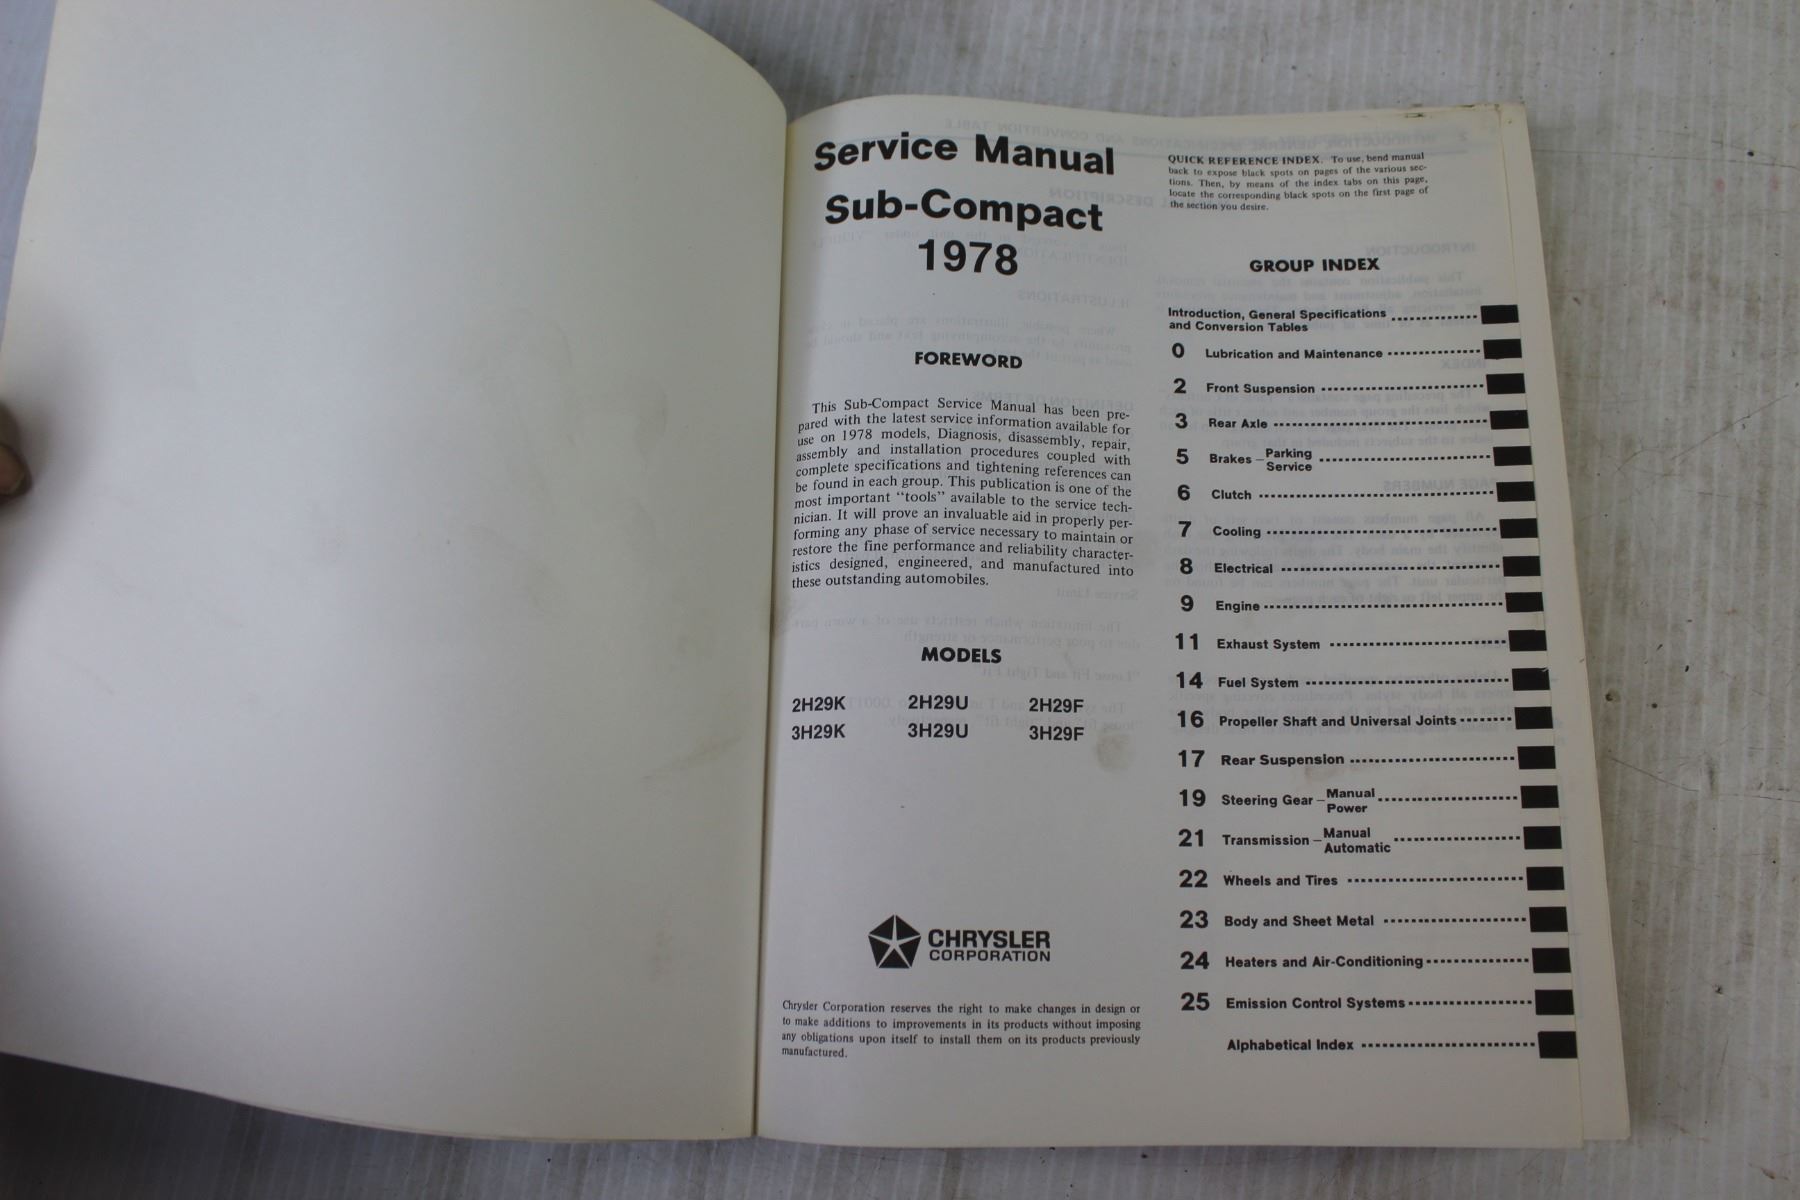 Service Manual
Sub-Compact
1978
FOREWORD
This Sub-Compact Service Manual has been pre-
pared with the latest service information available for
use on 1978 models, Diagnosis, disassembly, repair,
assembly and installation procedures coupled with
complete specifications and tightening references can
be found in each group. This publication is one of the
most important "tools" available to the service tech-
nician. It will prove an invaluable aid in properly per-
forming any phase of service necessary to maintain or
restore the fine performance and reliability character-
istics designed, engineered, and manufactured into
these outstanding automobiles.
MODELS
2H29K 2H29U 2H29F
3H29K 3H29U 3H29F
CHRYSLER
CORPORATION
Chrysler Corporation reserves the right to make changes in design or
to make additions to improvements in its products without imposing
any obligations upon itself to install them on its products previously
manufactured.
QUICK REFERENCE INDEX. To use, bend manual
back to expose black spots on pages of the various sec-
tions. Then, by means of the index tabs on this page,
locate the corresponding black spots on the first page of
the section you desire.
GROUP INDEX
Introduction, General Specifications
and Conversion Tables
0 Lubrication and Maintenance
2 Front Suspension
3 Rear Axle
5 Brakes – Parking
Service
6 Clutch
7 Cooling
8 Electrical
9 Engine
11 Exhaust System
14 Fuel System
16 Propeller Shaft and Universal Joints
17 Rear Suspension
19 Steering Gear – Manual
Power
21 Transmission – Manual
Automatic
22 Wheels and Tires
23 Body and Sheet Metal
24 Heaters and Air-Conditioning
25 Emission Control Systems
Alphabetical Index